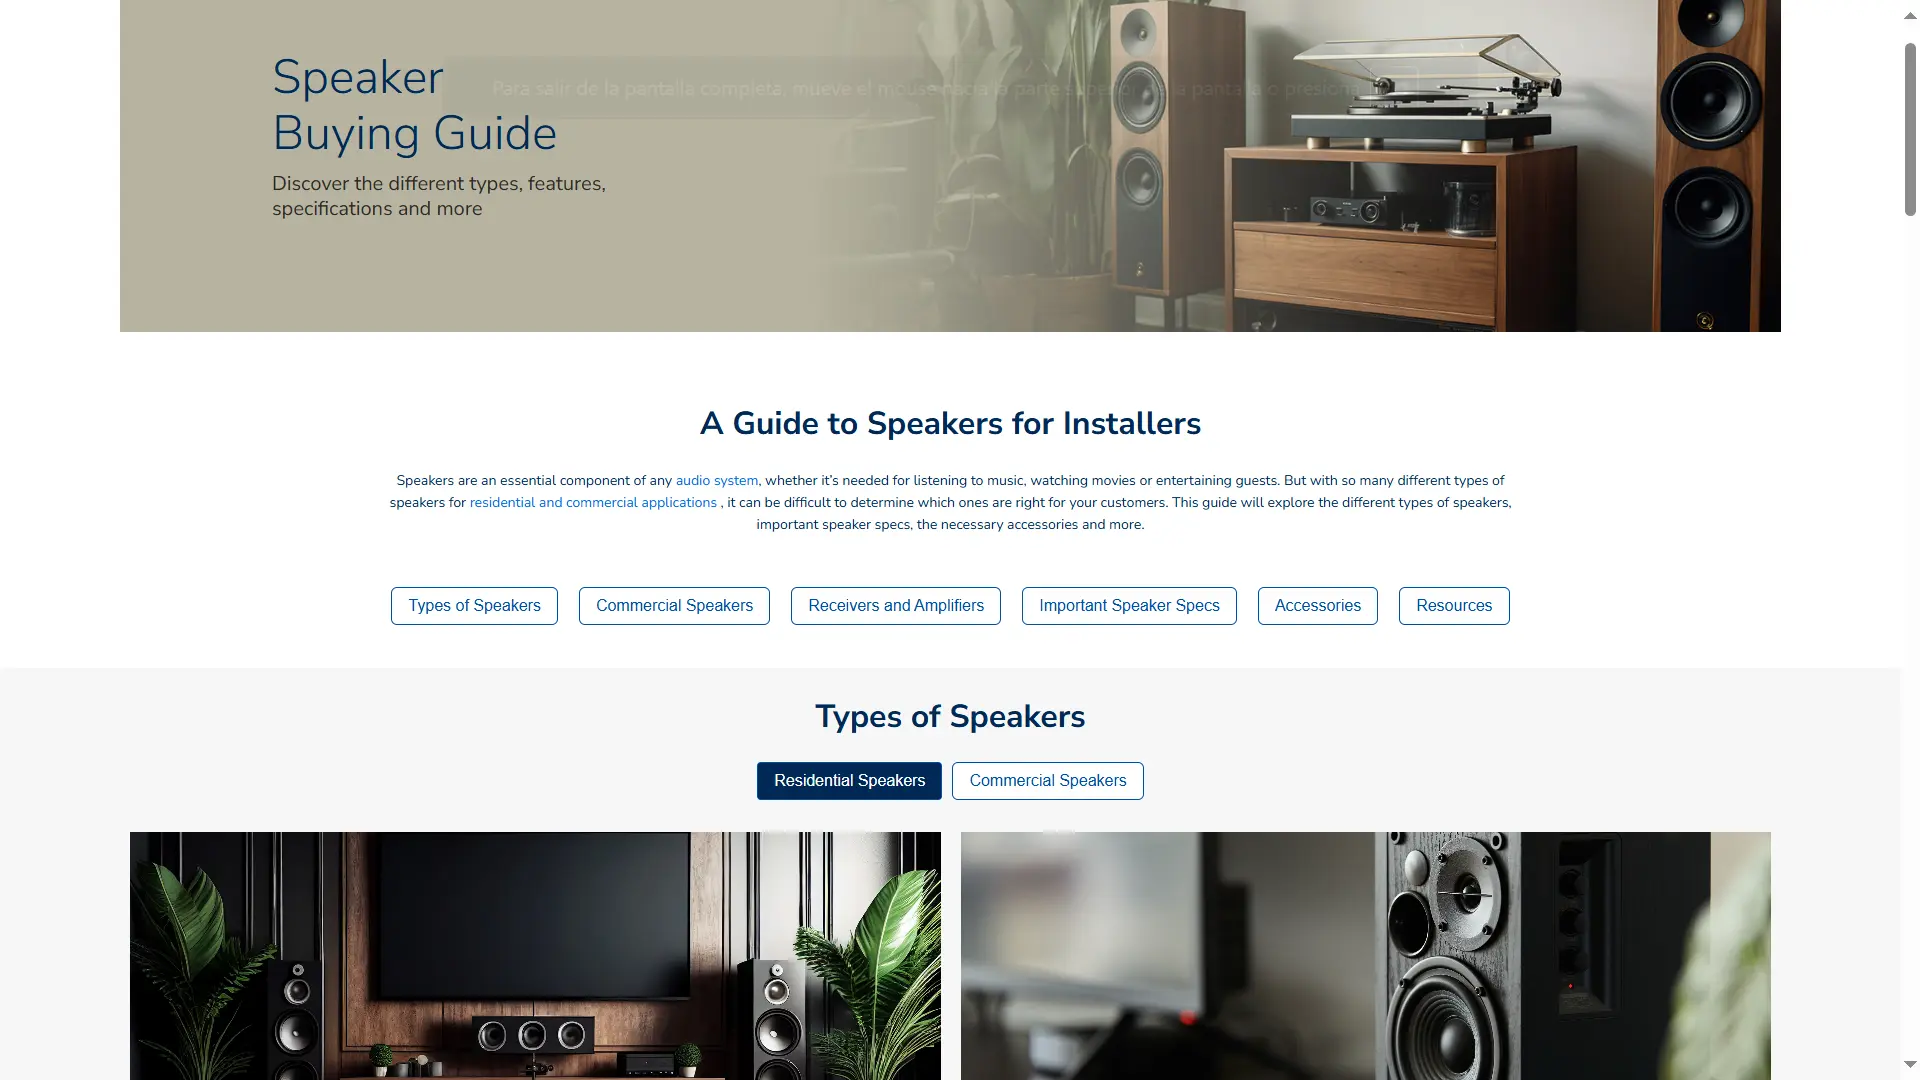 Speaker
Buying Guide
Discover the different types, features,
specifications and more
Para salir de la pantalla completa, mueve el mouse hacia la parte superior de la pantalla o presiona
A Guide to Speakers for Installers
Speakers are an essential component of any audio system, whether it’s needed for listening to music, watching movies or entertaining guests. But with so many different types of
speakers for residential and commercial applications , it can be difficult to determine which ones are right for your customers. This guide will explore the different types of speakers,
important speaker specs, the necessary accessories and more.
Types of Speakers
Commercial Speakers
Receivers and Amplifiers
Important Speaker Specs
Accessories
Resources
Types of Speakers
Residential Speakers
Commercial Speakers